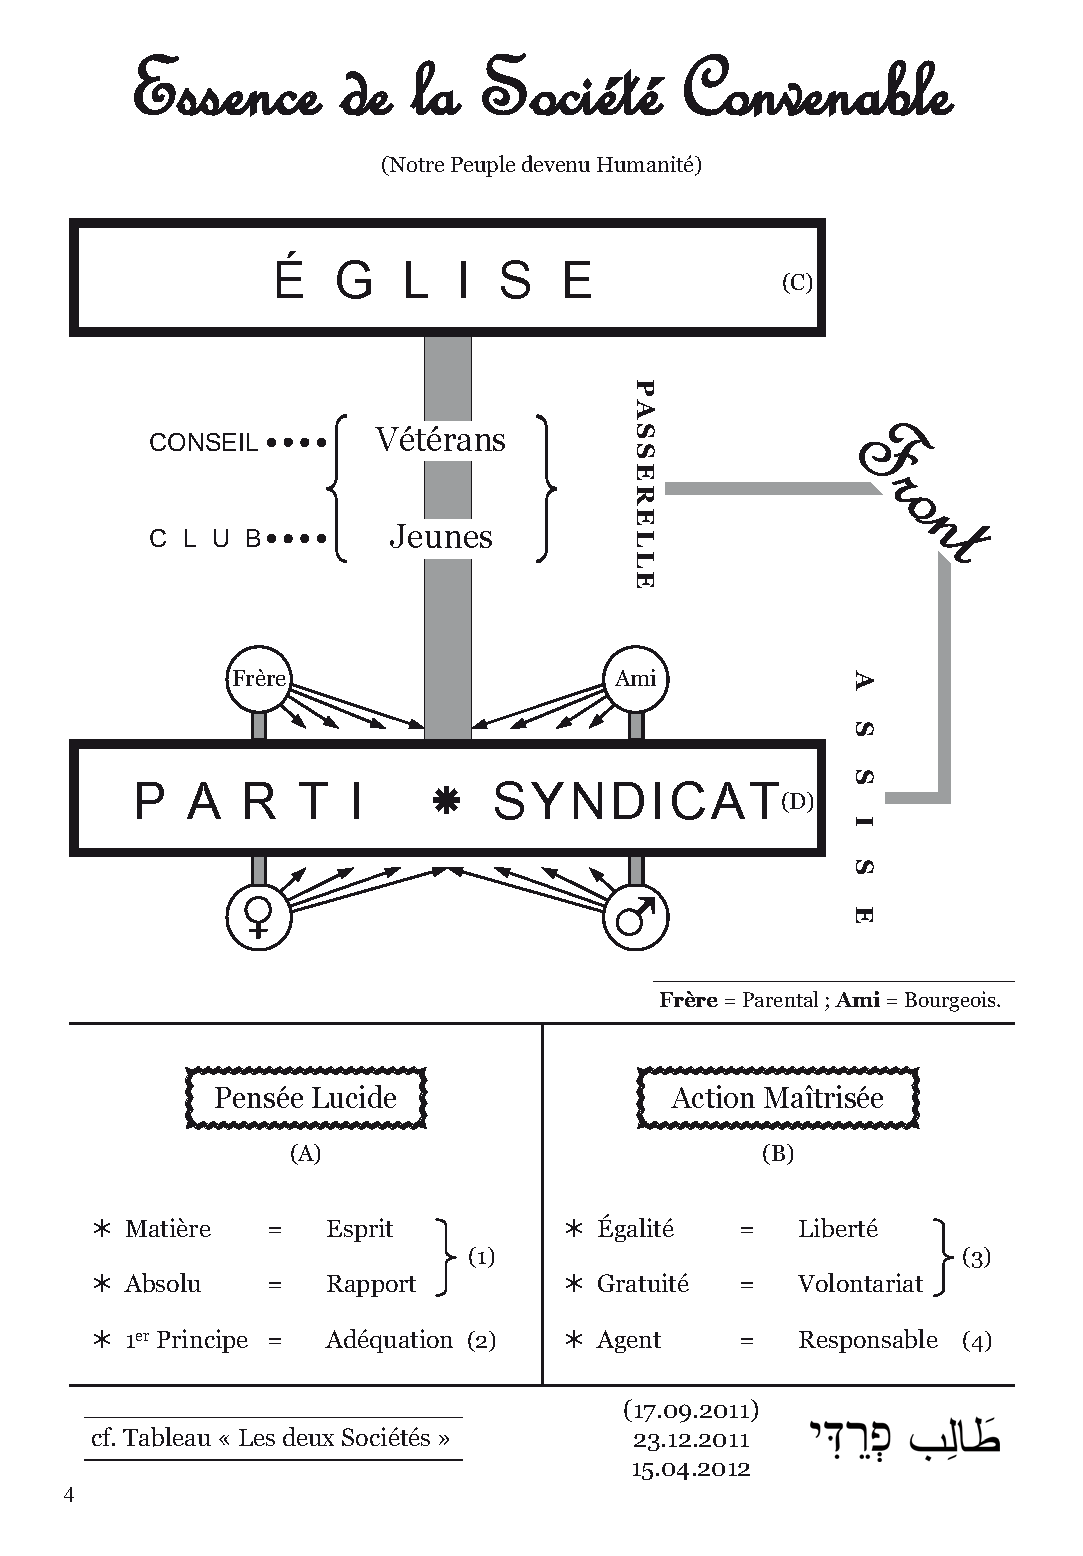 Essence de la Société Convenable
(Notre Peuple devenu Humanité)
ÉGLISE (C)
PASSERELLE
CONSEIL •••• Vétérans
Front
CLUB •••• Jeunes
Frère Ami
ASSISE
PARTI * SYNDICAT (D)
♀ ♂
Frère = Parental ; Ami = Bourgeois.
Pensée Lucide
(A)
* Matière = Esprit
* Absolu = Rapport
(1)
* 1er Principe = Adéquation (2)
Action Maîtrisée
(B)
* Égalité = Liberté
* Gratuité = Volontariat
(3)
* Agent = Responsable (4)
cf. Tableau « Les deux Sociétés »
(17.09.2011)
23.12.2011
15.04.2012
טַאלִב פְרֵדִּי
4